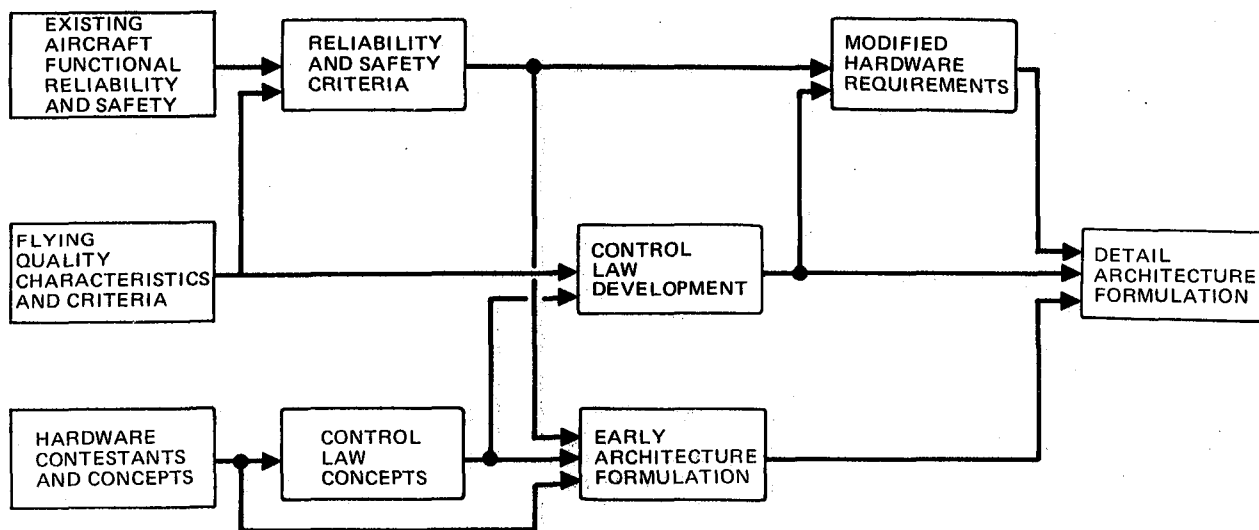 EXISTING
AIRCRAFT
FUNCTIONAL
RELIABILITY
AND SAFETY
RELIABILITY
AND SAFETY
CRITERIA
MODIFIED
HARDWARE
REQUIREMENTS
FLYING
QUALITY
CHARACTERISTICS
AND CRITERIA
CONTROL
LAW
DEVELOPMENT
DETAIL
ARCHITECTURE
FORMULATION
HARDWARE
CONTESTANTS
AND CONCEPTS
CONTROL
LAW
CONCEPTS
EARLY
ARCHITECTURE
FORMULATION